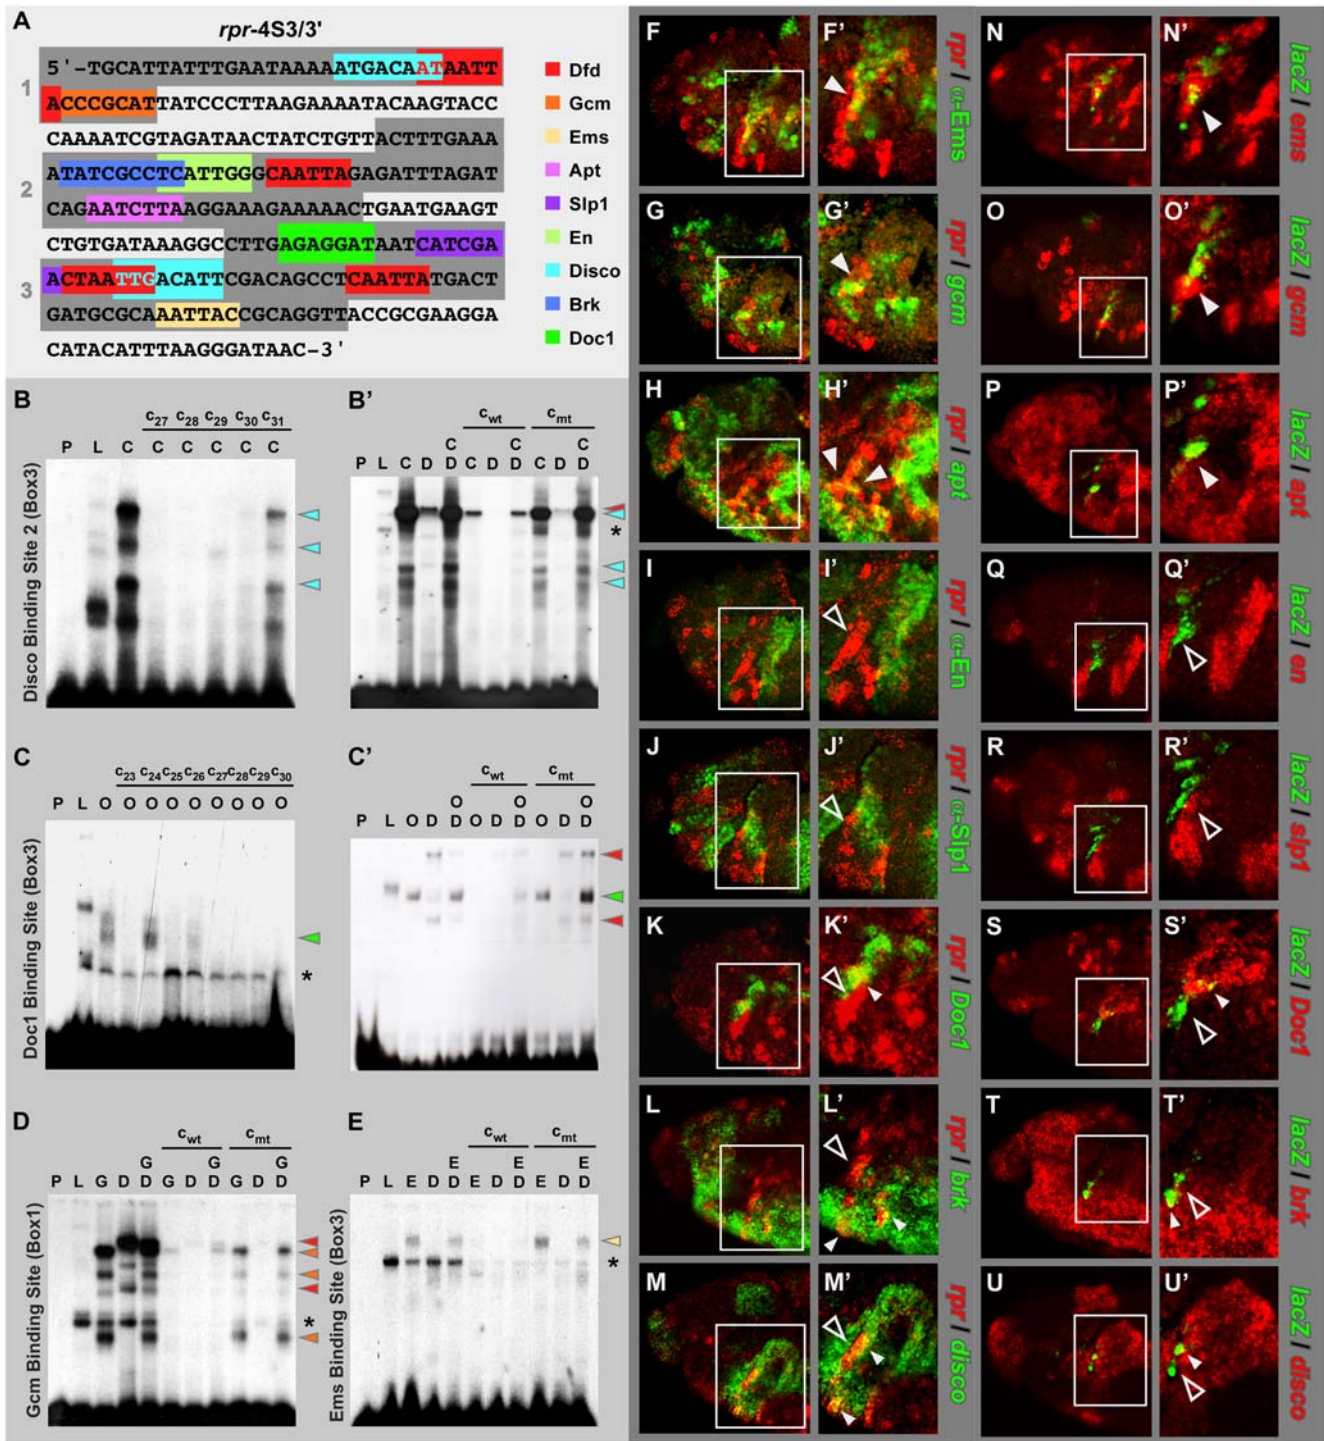 A
rpr-4S3/3'
1
5'-TGCATTATTTGAATAAAAATGACAATAATT
ACCCGCATTATCCCTTAAGAAAATACAAGTACC
CAAAATCGTAGATAACTATCTGTTACTTTGAAA
2
ATATCGCCTCATTGGGCAATTAGAGATTTAGAT
CAGAATCTTAAGGAAAGAAAAACTGAATGAAGT
CTGTGATAAAGGCCTTGAGAGGATAATCATCGA
3
ACTAATTGACATTCGACAGCCTCAATTATGACT
GATGCGCAAATTACCGCAGGTTACCGCGAAGGA
CATACATTTAAGGGATAAC-3'
Dfd
Gcm
Ems
Apt
Slp1
En
Disco
Brk
Doc1
B
c27 c28 c29 c30 c31
P L C C C C C C
Disco Binding Site 2 (Box3)
B'
cwt cmt
C C C
P L C D D C D D C D D
*
C
c23 c24 c25 c26 c27 c28 c29 c30
P L O O O O O O O O O
Doc1 Binding Site (Box3)
*
C'
cwt cmt
O O O
P L O D D O D D O D D
D
cwt cmt
G G G
P L G D D G D D G D D
Gcm Binding Site (Box1)
*
E
cwt cmt
E E E
P L E D D E D D E D D
Ems Binding Site (Box3)
*
F F' rpr / α-Ems
G G' rpr / gcm
H H' rpr / apt
I I' rpr / α-En
J J' rpr / α-Slp1
K K' rpr / Doc1
L L' rpr / brk
M M' rpr / disco
N N' lacZ / ems
O O' lacZ / gcm
P P' lacZ / apt
Q Q' lacZ / en
R R' lacZ / slp1
S S' lacZ / Doc1
T T' lacZ / brk
U U' lacZ / disco